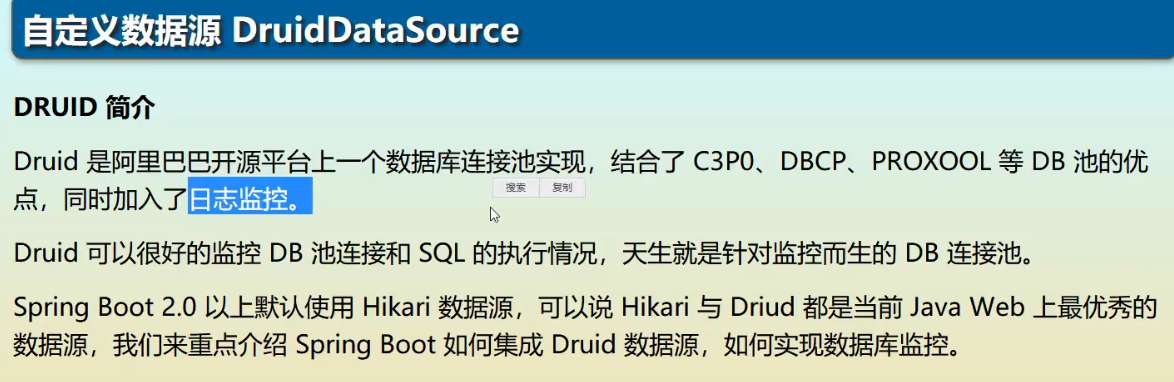 自定义数据源 DruidDataSource
DRUID 简介
Druid 是阿里巴巴开源平台上一个数据库连接池实现，结合了 C3P0、DBCP、PROXOOL 等 DB 池的优
点，同时加入了日志监控。
搜索 复制
Druid 可以很好的监控 DB 池连接和 SQL 的执行情况，天生就是针对监控而生的 DB 连接池。
Spring Boot 2.0 以上默认使用 Hikari 数据源，可以说 Hikari 与 Driud 都是当前 Java Web 上最优秀的
数据源，我们来重点介绍 Spring Boot 如何集成 Druid 数据源，如何实现数据库监控。